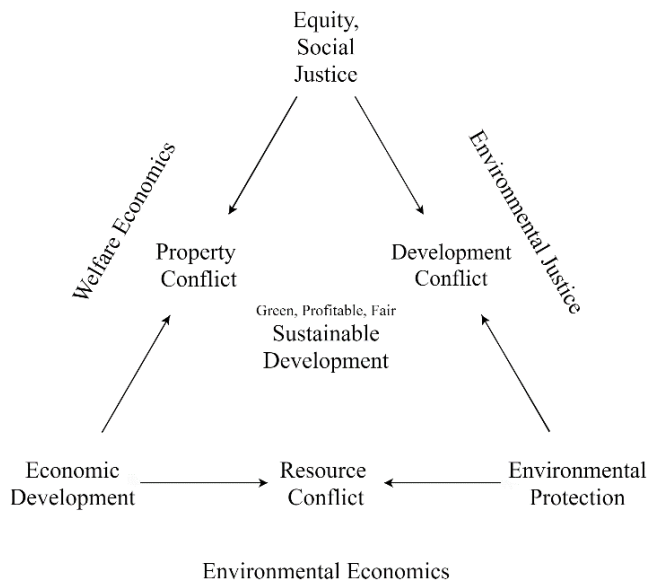 Equity,
Social
Justice
Welfare Economics
Environmental Justice
Property
Conflict
Development
Conflict
Green, Profitable, Fair
Sustainable
Development
Economic
Development
Resource
Conflict
Environmental
Protection
Environmental Economics